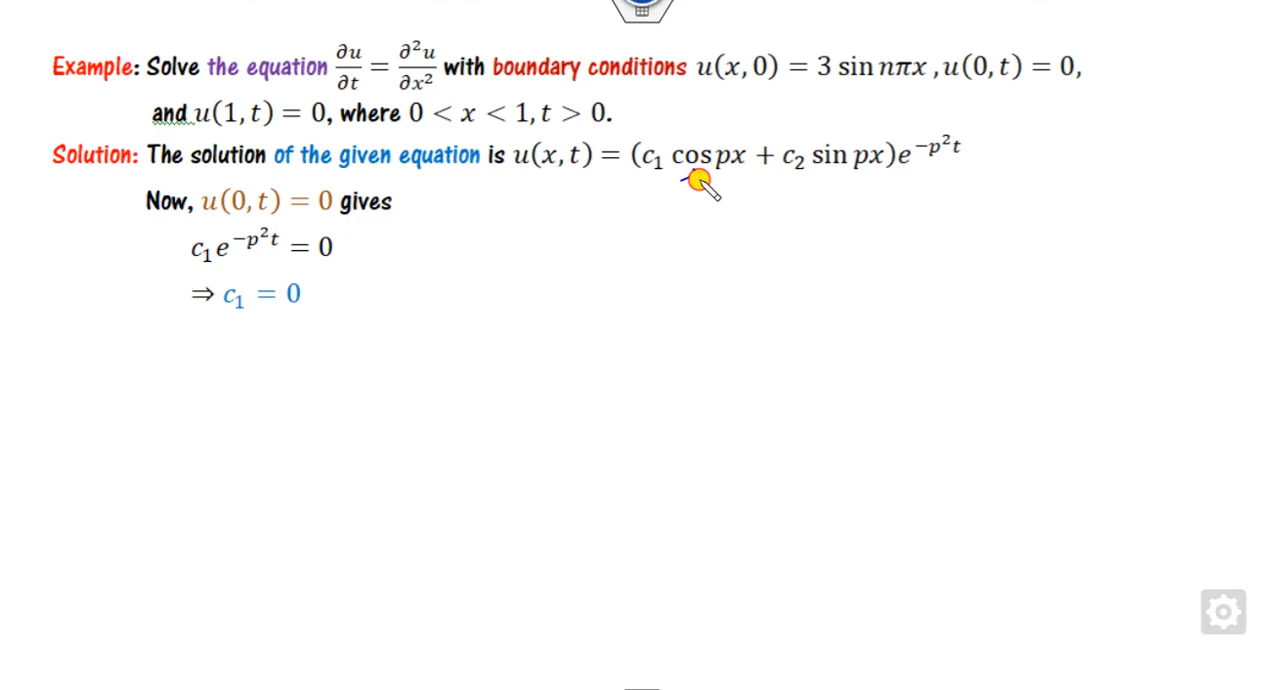 Example: Solve the equation ∂u/∂t = ∂²u/∂x² with boundary conditions u(x, 0) = 3 sin nπx , u(0, t) = 0,
and u(1, t) = 0, where 0 < x < 1, t > 0.
Solution: The solution of the given equation is u(x, t) = (c₁ cos px + c₂ sin px)e^{−p²t}
Now, u(0, t) = 0 gives
c₁e^{−p²t} = 0
⇒ c₁ = 0